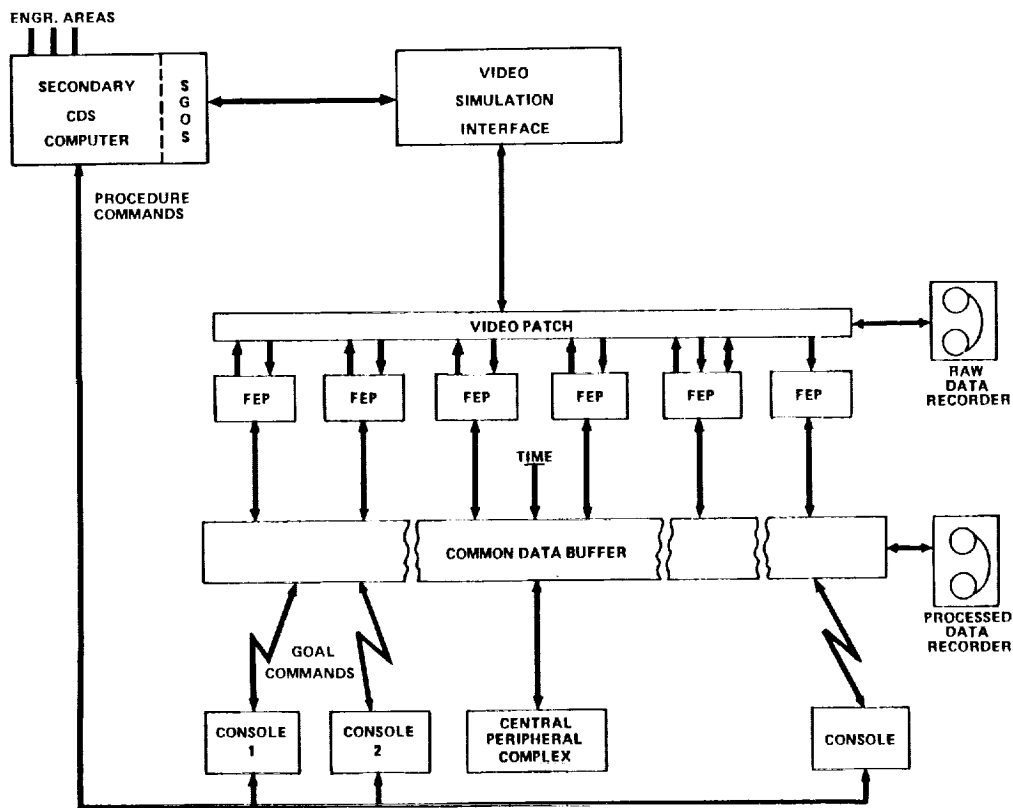 ENGR. AREAS
SECONDARY
CDS
COMPUTER
SGOS
VIDEO
SIMULATION
INTERFACE
PROCEDURE
COMMANDS
VIDEO PATCH
RAW
DATA
RECORDER
FEP
FEP
FEP
FEP
FEP
FEP
TIME
COMMON DATA BUFFER
PROCESSED
DATA
RECORDER
GOAL
COMMANDS
CONSOLE
1
CONSOLE
2
CENTRAL
PERIPHERAL
COMPLEX
CONSOLE